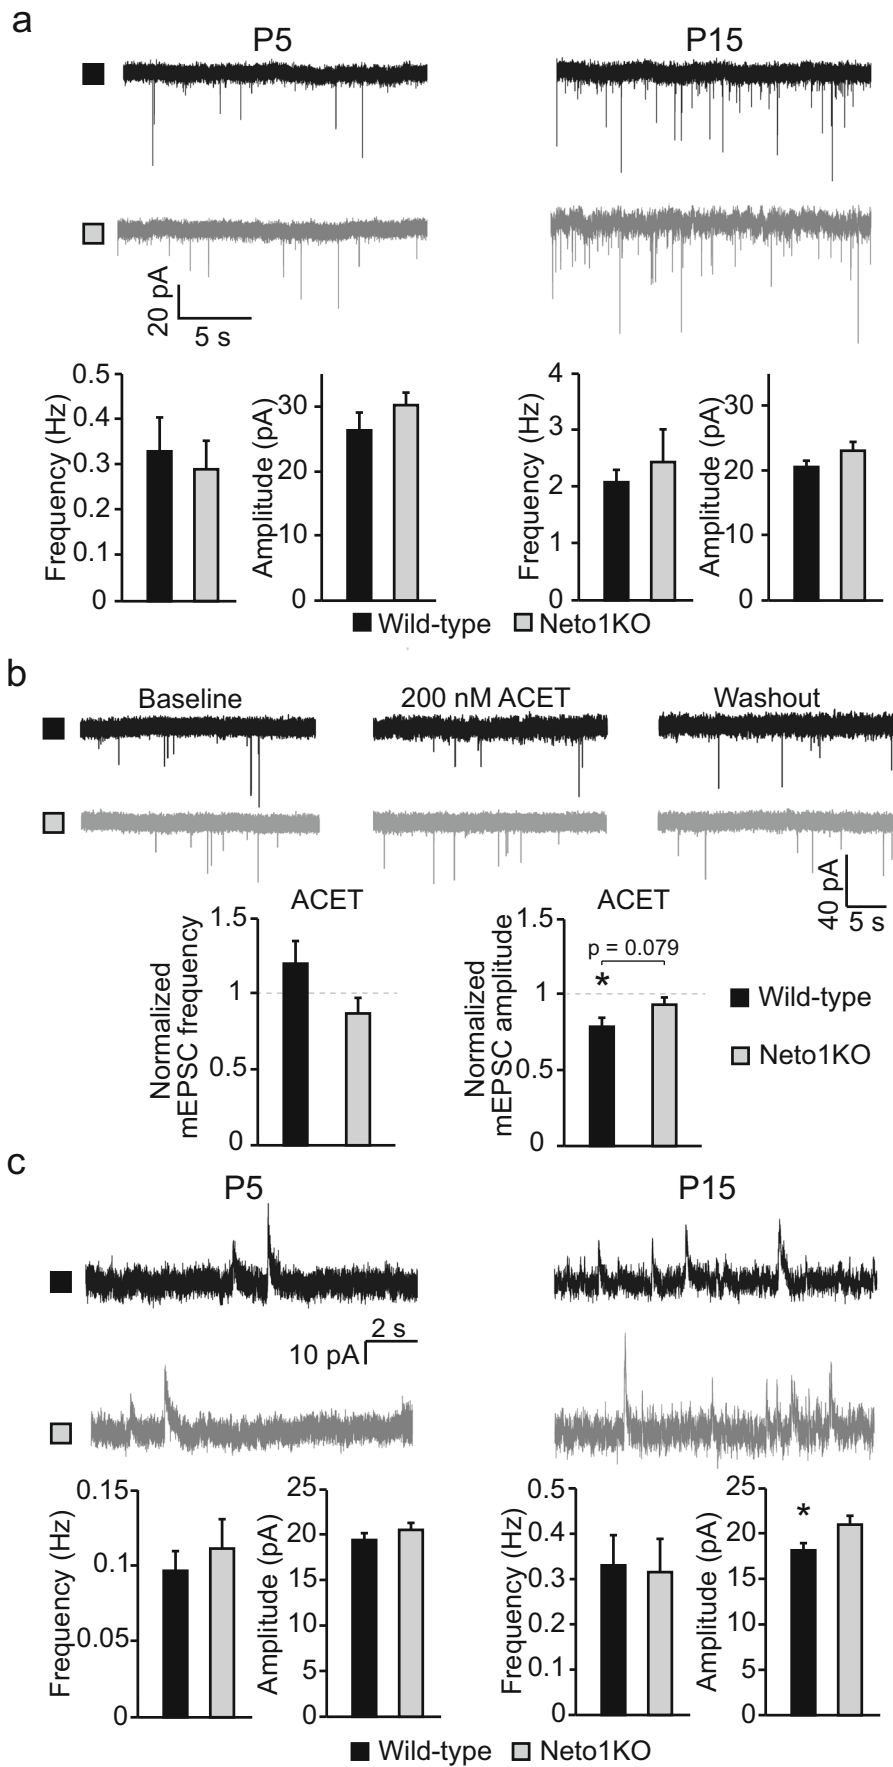 a
P5
P15
20 pA
5 s
Frequency (Hz)
0.5
0.4
0.3
0.2
0.1
0
Amplitude (pA)
30
20
10
0
Frequency (Hz)
4
3
2
1
0
Amplitude (pA)
30
20
10
0
Wild-type
Neto1KO
b
Baseline
200 nM ACET
Washout
40 pA
5 s
ACET
Normalized
mEPSC frequency
1.5
1
0.5
0
ACET
Normalized
mEPSC amplitude
1.5
1
0.5
0
p = 0.079
*
Wild-type
Neto1KO
c
P5
P15
2 s
10 pA
Frequency (Hz)
0.15
0.1
0.05
0
Amplitude (pA)
25
20
15
10
5
0
Frequency (Hz)
0.5
0.4
0.3
0.2
0.1
0
Amplitude (pA)
25
20
15
10
5
0
*
Wild-type
Neto1KO